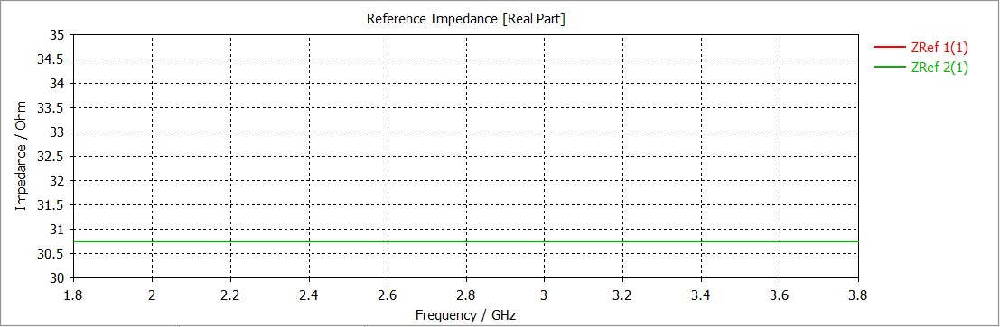 Reference Impedance [Real Part]
35
34.5
34
33.5
33
32.5
32
31.5
31
30.5
30
Impedance / Ohm
1.8 2 2.2 2.4 2.6 2.8 3 3.2 3.4 3.6 3.8
Frequency / GHz
ZRef 1(1)
ZRef 2(1)